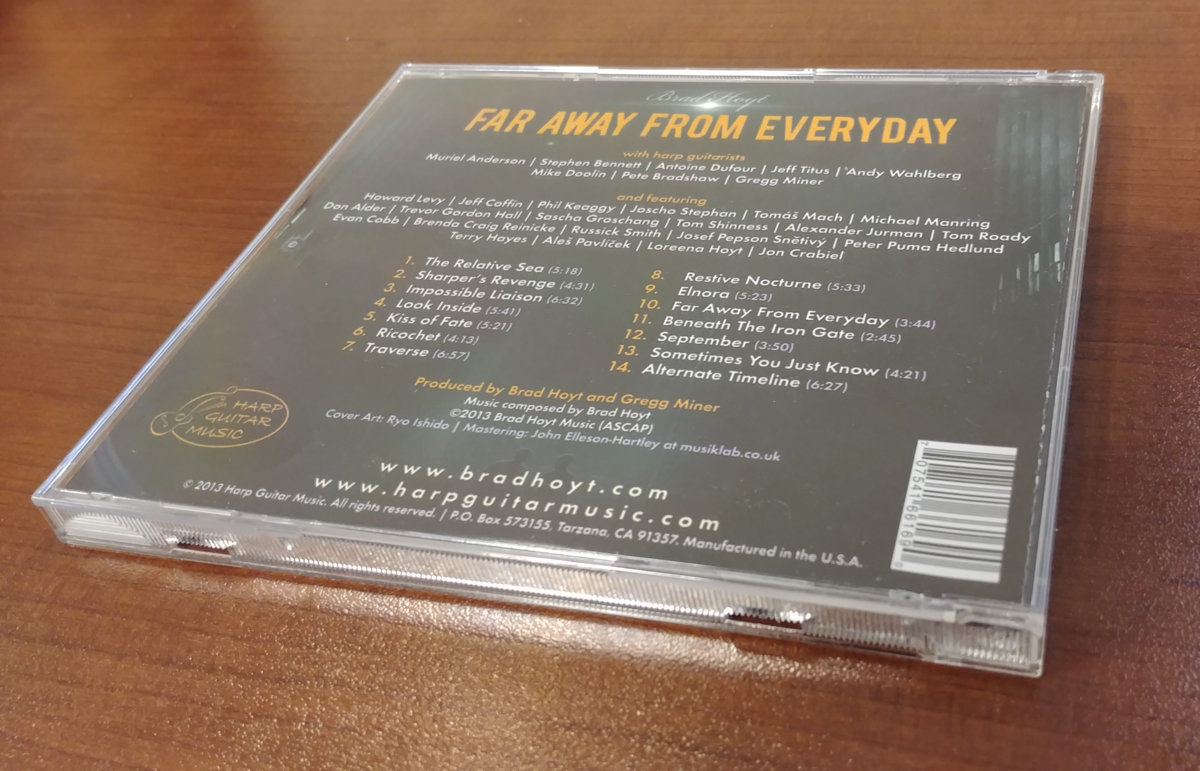 Brad Hoyt
FAR AWAY FROM EVERYDAY
with harp guitarists
Muriel Anderson | Stephen Bennett | Antoine Dufour | Jeff Titus | Andy Wahlberg
Mike Doolin | Pete Bradshaw | Gregg Miner
and featuring
Howard Levy | Jeff Coffin | Phil Keaggy | Joscho Stephan | Tomáš Mach | Michael Manring
Don Alder | Trevor Gordon Hall | Sascha Groschang | Tom Shinness | Alexander Jurman | Tom Roady
Evan Cobb | Brenda Craig Reinicke | Russick Smith | Josef Pepson Snětivý | Peter Puma Hedlund
Terry Hayes | Aleš Pavlíček | Loreena Hoyt | Jon Crabiel
1. The Relative Sea (5:18)
2. Sharper's Revenge (4:31)
3. Impossible Liaison (6:32)
4. Look Inside (5:41)
5. Kiss of Fate (5:21)
6. Ricochet (4:13)
7. Traverse (6:57)
8. Restive Nocturne (5:33)
9. Elnora (5:23)
10. Far Away From Everyday (3:44)
11. Beneath The Iron Gate (2:45)
12. September (3:50)
13. Sometimes You Just Know (4:21)
14. Alternate Timeline (6:27)
Produced by Brad Hoyt and Gregg Miner
Music composed by Brad Hoyt
©2013 Brad Hoyt Music (ASCAP)
Cover Art: Ryo Ishido | Mastering: John Elleson-Hartley at musiklab.co.uk
HARP
GUITAR
MUSIC
www.bradhoyt.com
www.harpguitarmusic.com
© 2013 Harp Guitar Music. All rights reserved. | P.O. Box 573155, Tarzana, CA 91357. Manufactured in the U.S.A.